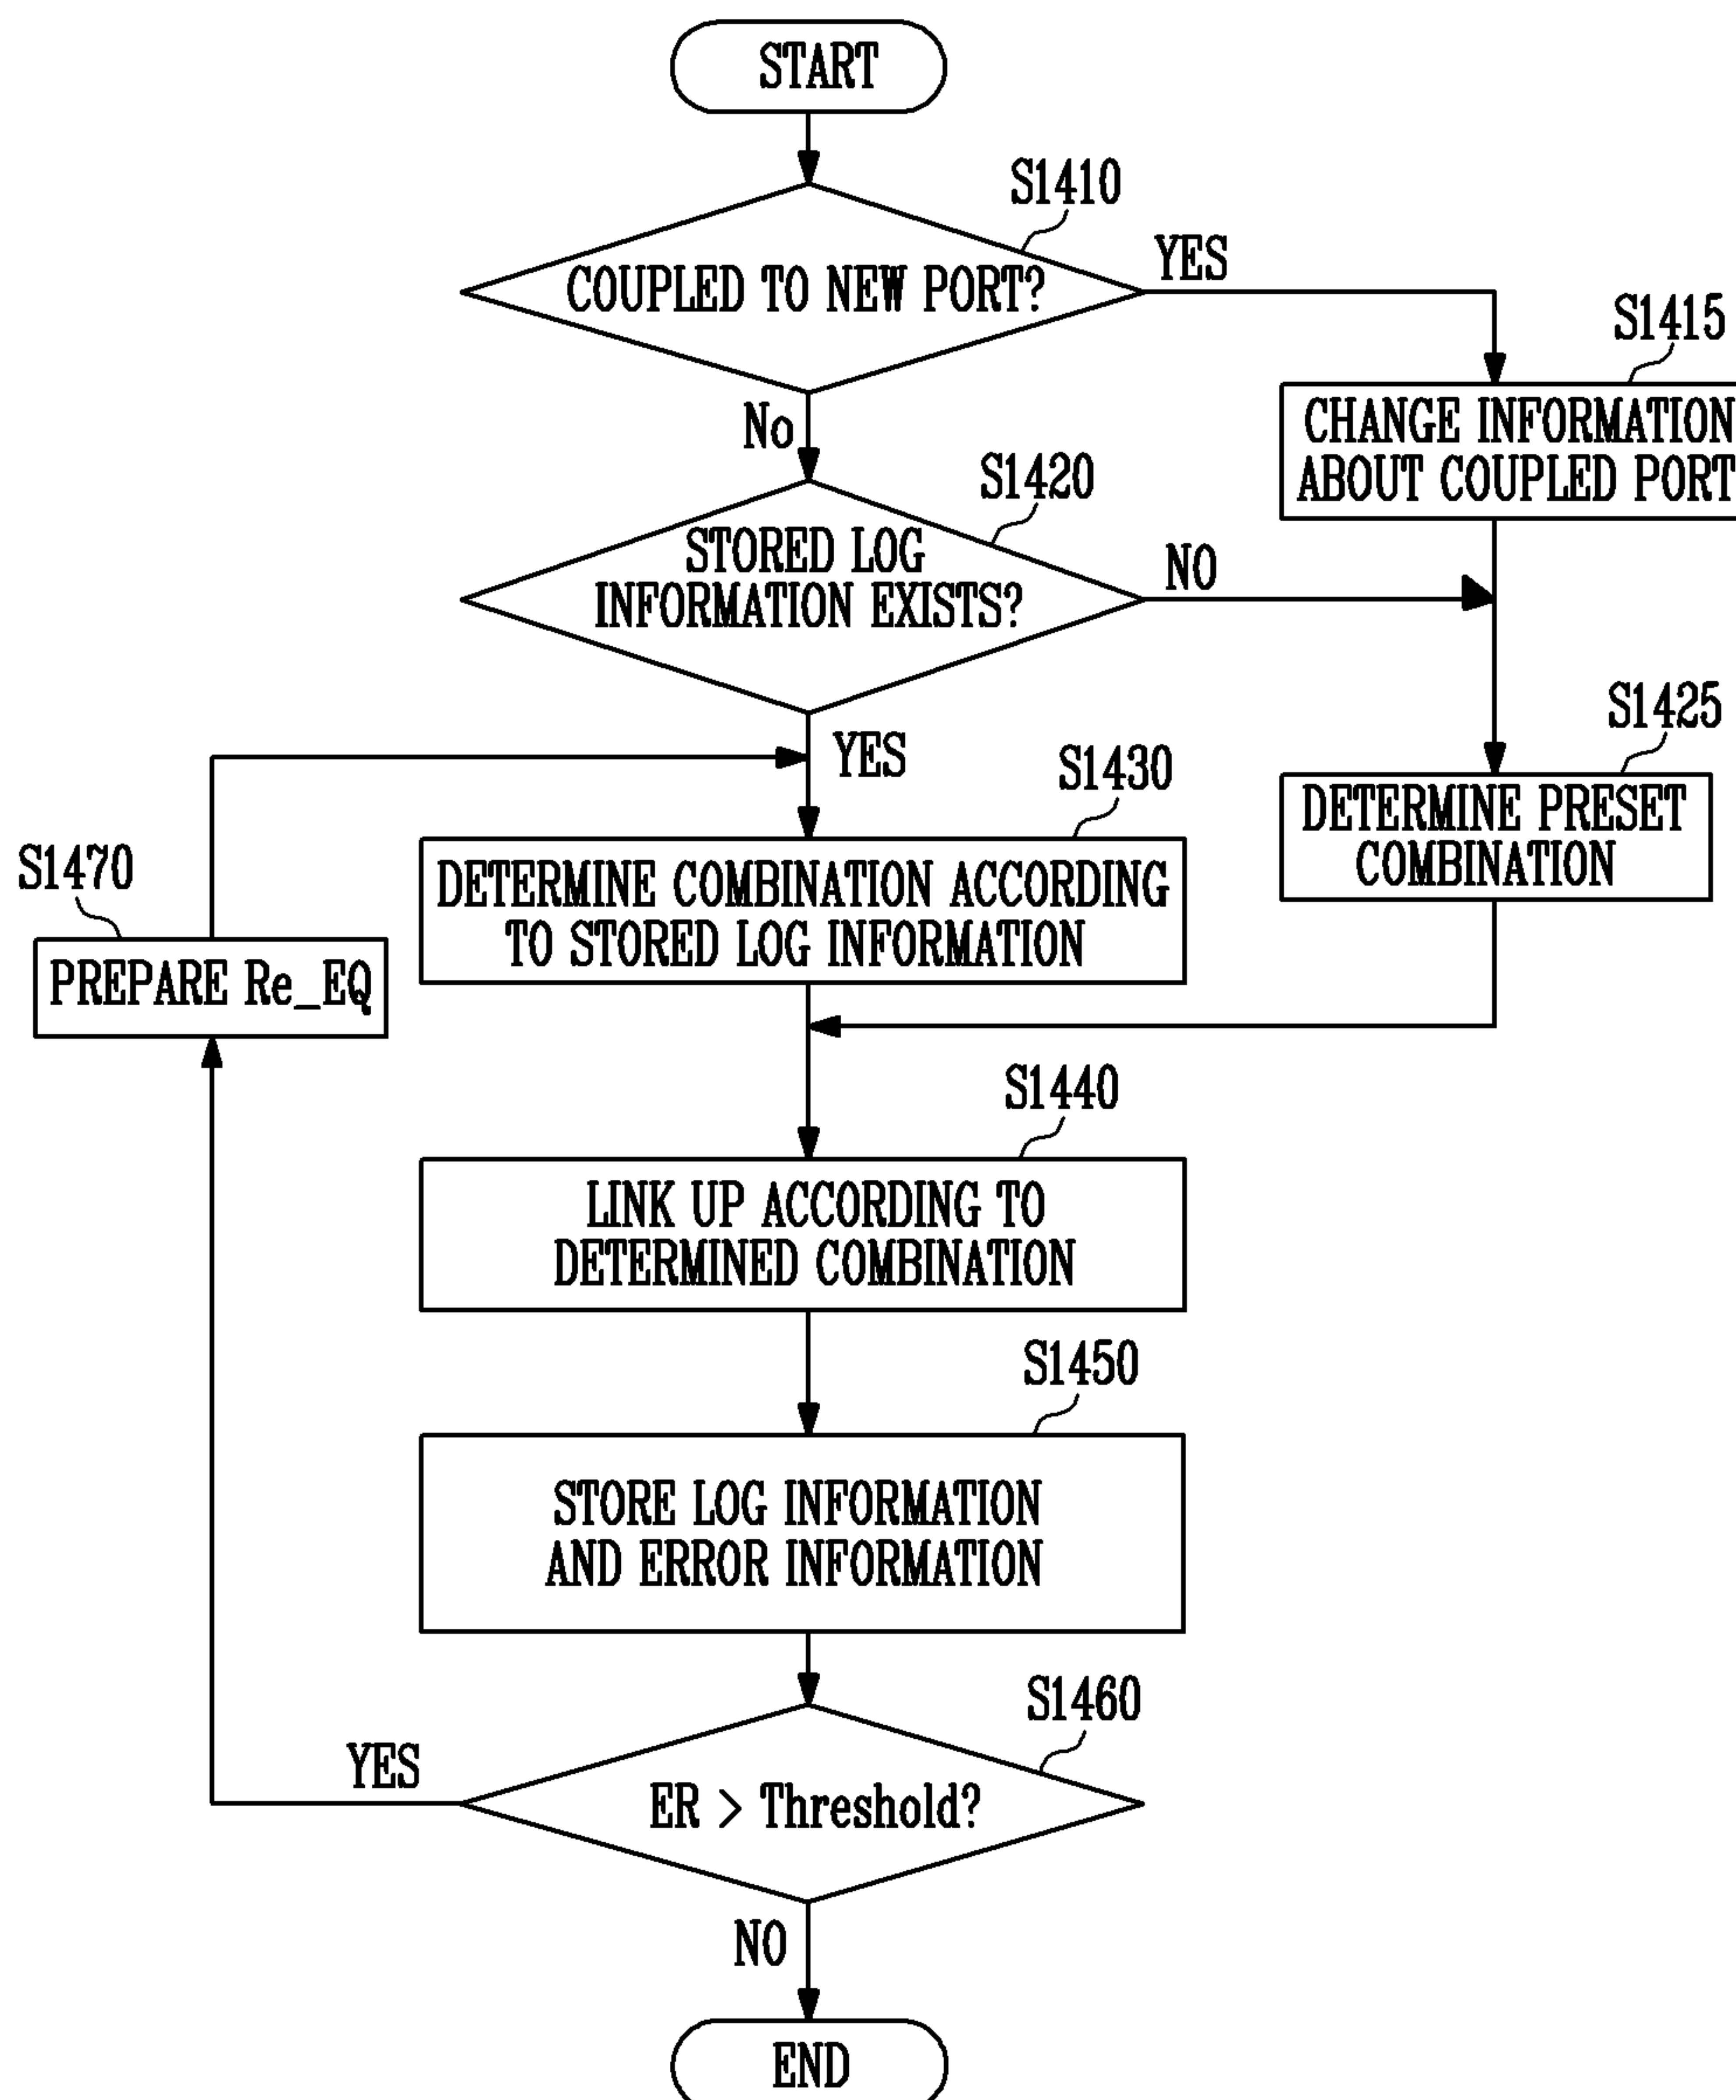 START
S1410
COUPLED TO NEW PORT?
YES
S1415
CHANGE INFORMATION
ABOUT COUPLED PORT
No
S1420
STORED LOG
INFORMATION EXISTS?
NO
S1425
DETERMINE PRESET
COMBINATION
YES
S1430
DETERMINE COMBINATION ACCORDING
TO STORED LOG INFORMATION
S1470
PREPARE Re_EQ
S1440
LINK UP ACCORDING TO
DETERMINED COMBINATION
S1450
STORE LOG INFORMATION
AND ERROR INFORMATION
S1460
YES
ER > Threshold?
NO
END